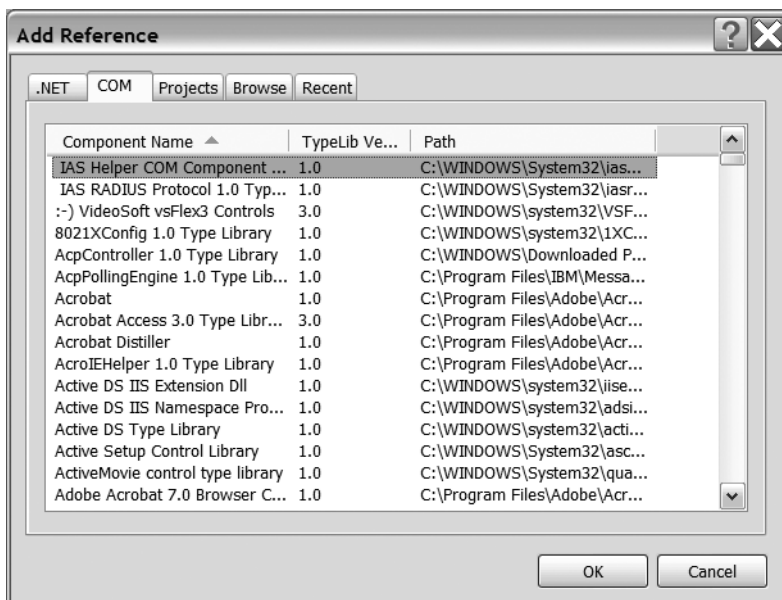 Add Reference
.NET COM Projects Browse Recent
Component Name TypeLib Ve... Path
IAS Helper COM Component ... 1.0 C:\WINDOWS\System32\ias...
IAS RADIUS Protocol 1.0 Typ... 1.0 C:\WINDOWS\System32\iasr...
:-) VideoSoft vsFlex3 Controls 3.0 C:\WINDOWS\system32\VSF...
8021XConfig 1.0 Type Library 1.0 C:\WINDOWS\system32\1XC...
AcpController 1.0 Type Library 1.0 C:\WINDOWS\Downloaded P...
AcpPollingEngine 1.0 Type Lib... 1.0 C:\Program Files\IBM\Messa...
Acrobat 1.0 C:\Program Files\Adobe\Acr...
Acrobat Access 3.0 Type Libr... 3.0 C:\Program Files\Adobe\Acr...
Acrobat Distiller 1.0 C:\Program Files\Adobe\Acr...
AcroIEHelper 1.0 Type Library 1.0 C:\Program Files\Adobe\Acr...
Active DS IIS Extension Dll 1.0 C:\WINDOWS\system32\iise...
Active DS IIS Namespace Pro... 1.0 C:\WINDOWS\system32\adsi...
Active DS Type Library 1.0 C:\WINDOWS\system32\acti...
Active Setup Control Library 1.0 C:\WINDOWS\System32\asc...
ActiveMovie control type library 1.0 C:\WINDOWS\System32\qua...
Adobe Acrobat 7.0 Browser C... 1.0 C:\Program Files\Adobe\Acr...
OK Cancel